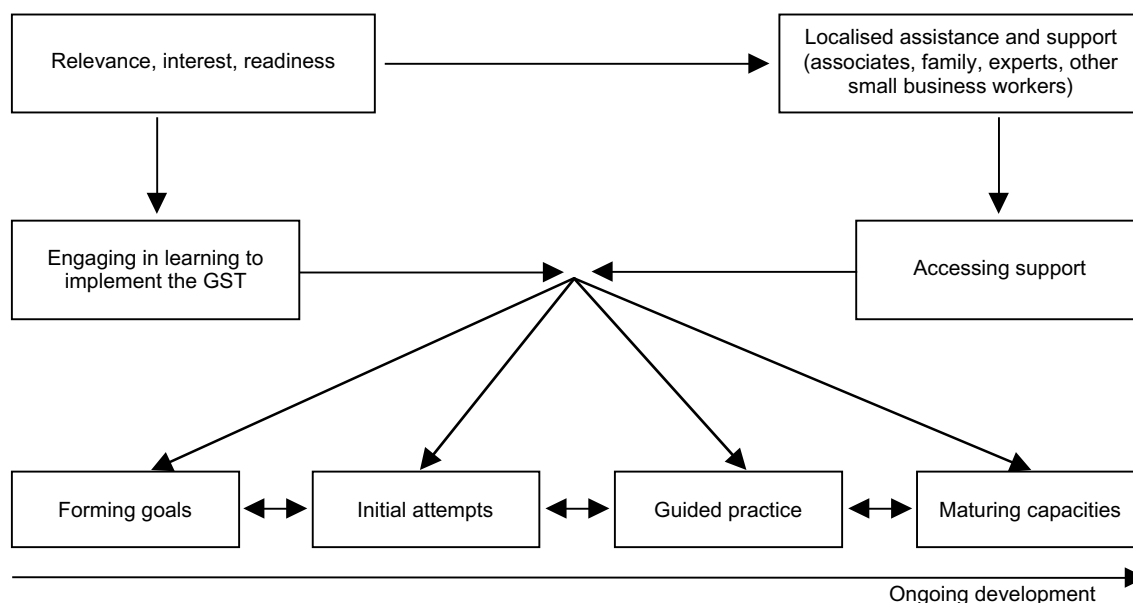 Relevance, interest, readiness
Localised assistance and support
(associates, family, experts, other
small business workers)
Engaging in learning to
implement the GST
Accessing support
Forming goals
Initial attempts
Guided practice
Maturing capacities
Ongoing development